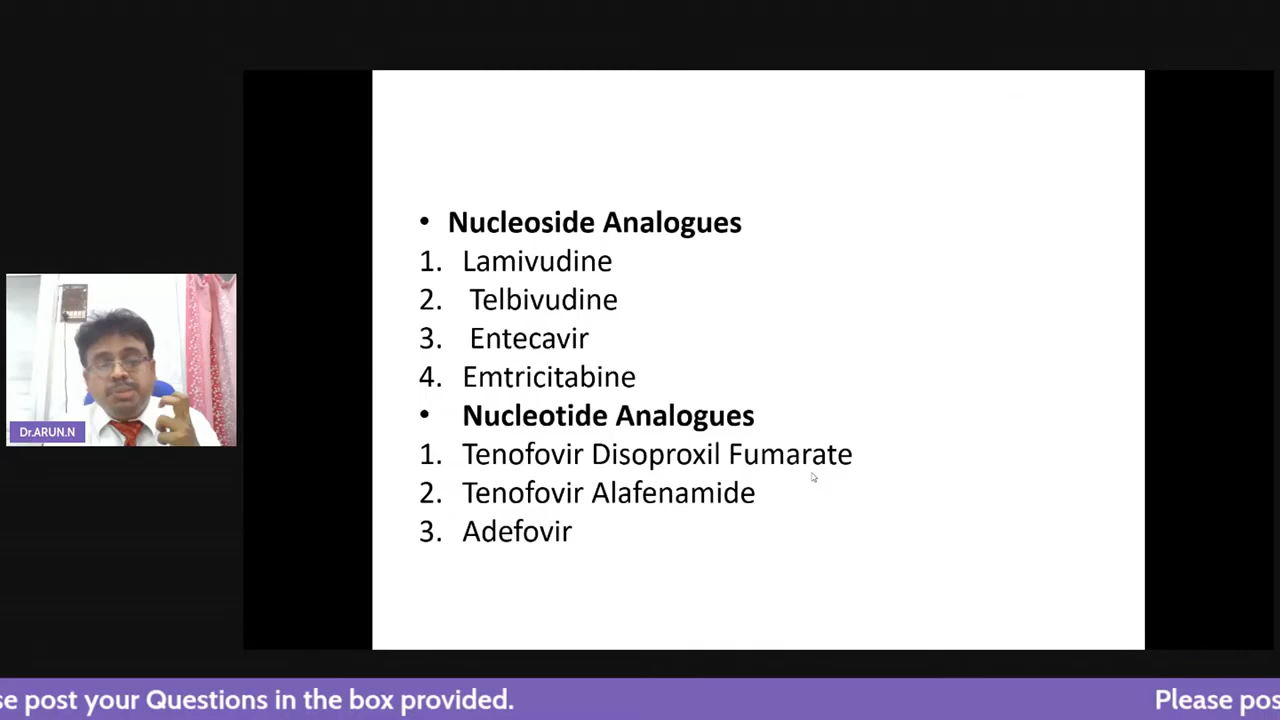 • Nucleoside Analogues
1. Lamivudine
2. Telbivudine
3. Entecavir
4. Emtricitabine
• Nucleotide Analogues
1. Tenofovir Disoproxil Fumarate
2. Tenofovir Alafenamide
3. Adefovir
Dr.ARUN.N
se post your Questions in the box provided.
Please pos